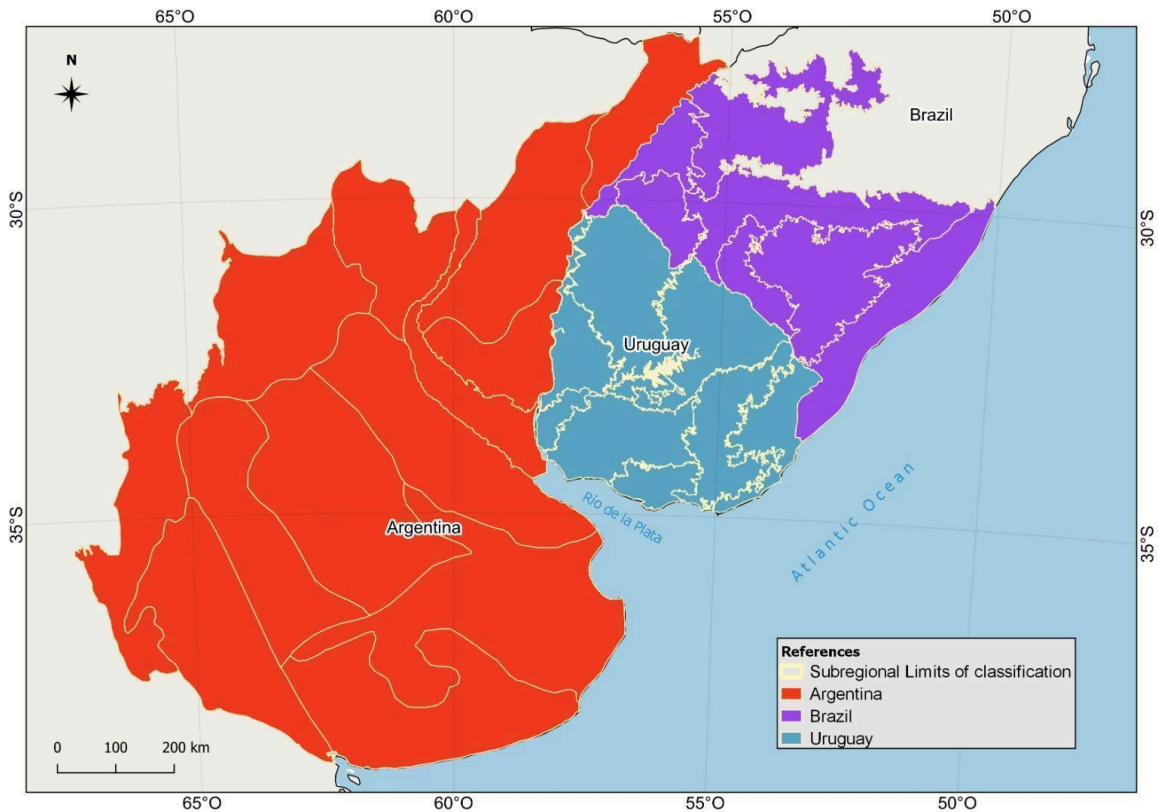 65°O 60°O 55°O 50°O
N
Brazil
30°S 30°S
Uruguay
Río de la Plata
Argentina
Atlantic Ocean
35°S 35°S
References
Subregional Limits of classification
Argentina
Brazil
Uruguay
0 100 200 km
65°O 60°O 55°O 50°O